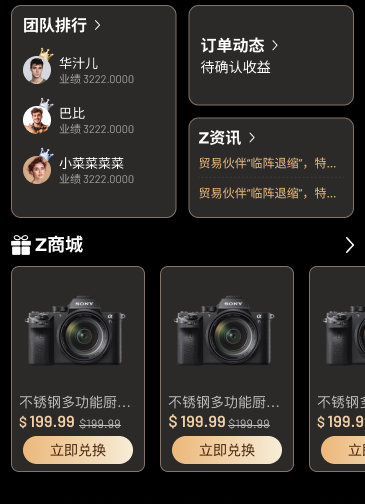 团队排行
华汁儿
业绩 3222.0000
巴比
业绩 3222.0000
小菜菜菜菜
业绩 3222.0000
订单动态
待确认收益
Z资讯
贸易伙伴“临阵退缩”，特...
贸易伙伴“临阵退缩”，特...
Z商城
SONY
不锈钢多功能厨...
$199.99 $199.99
立即兑换
SONY
不锈钢多功能厨...
$199.99 $199.99
立即兑换
不锈钢
$199.9
立